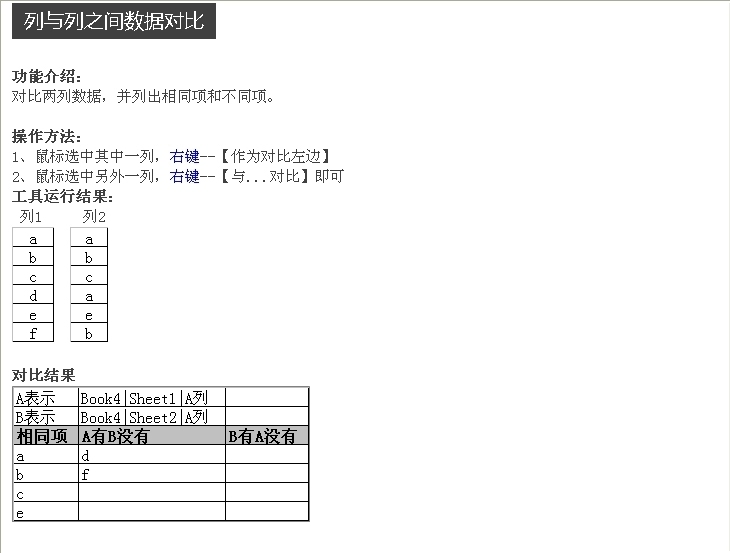 列与列之间数据对比
功能介绍：
对比两列数据，并列出相同项和不同项。
操作方法：
1、鼠标选中其中一列，右键--【作为对比左边】
2、鼠标选中另外一列，右键--【与...对比】即可
工具运行结果：
列1 列2
a a
b b
c c
d a
e e
f b
对比结果
A表示 Book4|Sheet1|A列
B表示 Book4|Sheet2|A列
相同项 A有B没有 B有A没有
a d
b f
c
e